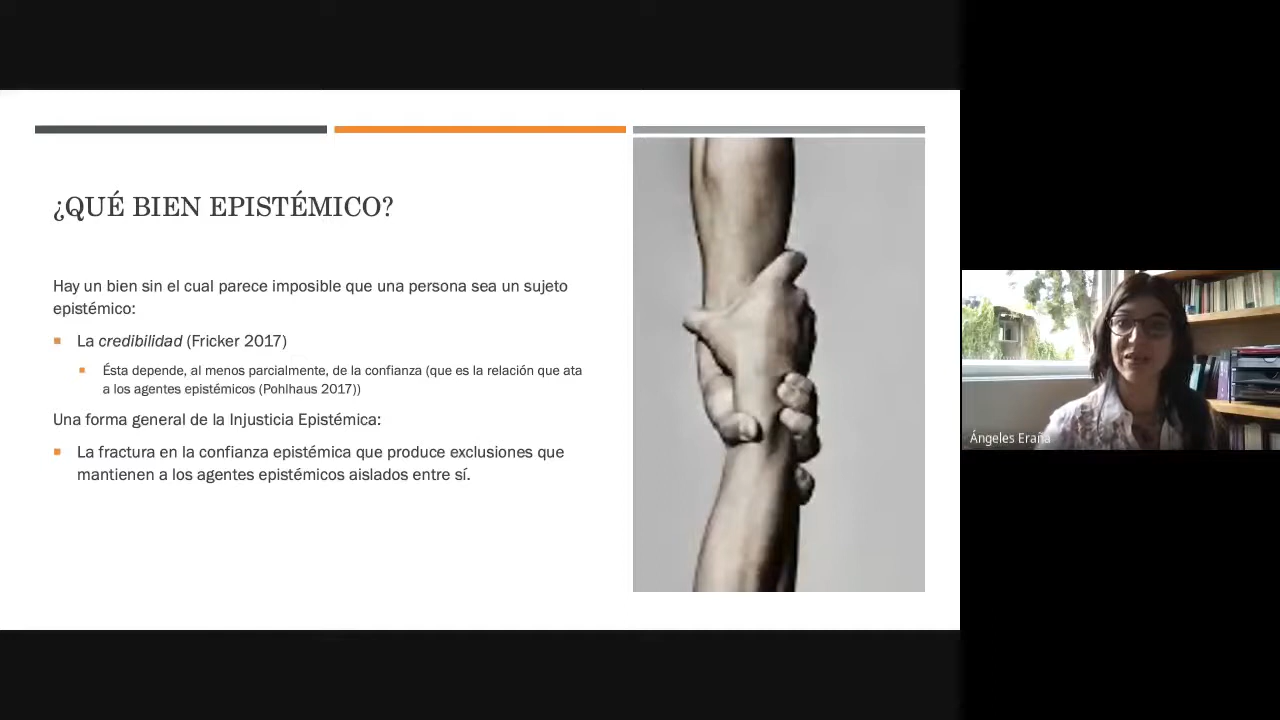 ¿QUÉ BIEN EPISTÉMICO?
Hay un bien sin el cual parece imposible que una persona sea un sujeto
epistémico:
La credibilidad (Fricker 2017)
Ésta depende, al menos parcialmente, de la confianza (que es la relación que ata
a los agentes epistémicos (Pohlhaus 2017))
Una forma general de la Injusticia Epistémica:
La fractura en la confianza epistémica que produce exclusiones que
mantienen a los agentes epistémicos aislados entre sí.
Ángeles Eraña